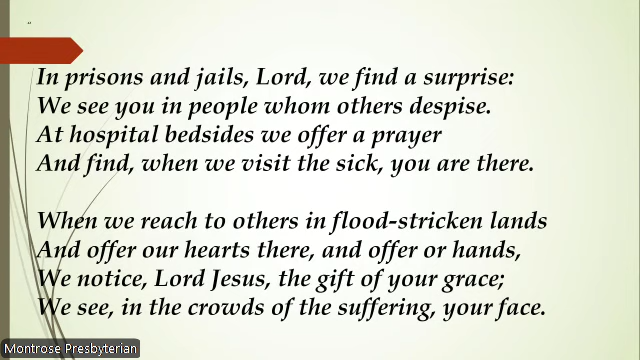 In prisons and jails, Lord, we find a surprise:
We see you in people whom others despise.
At hospital bedsides we offer a prayer
And find, when we visit the sick, you are there.
When we reach to others in flood-stricken lands
And offer our hearts there, and offer or hands,
We notice, Lord Jesus, the gift of your grace;
We see, in the crowds of the suffering, your face.
Montrose Presbyterian